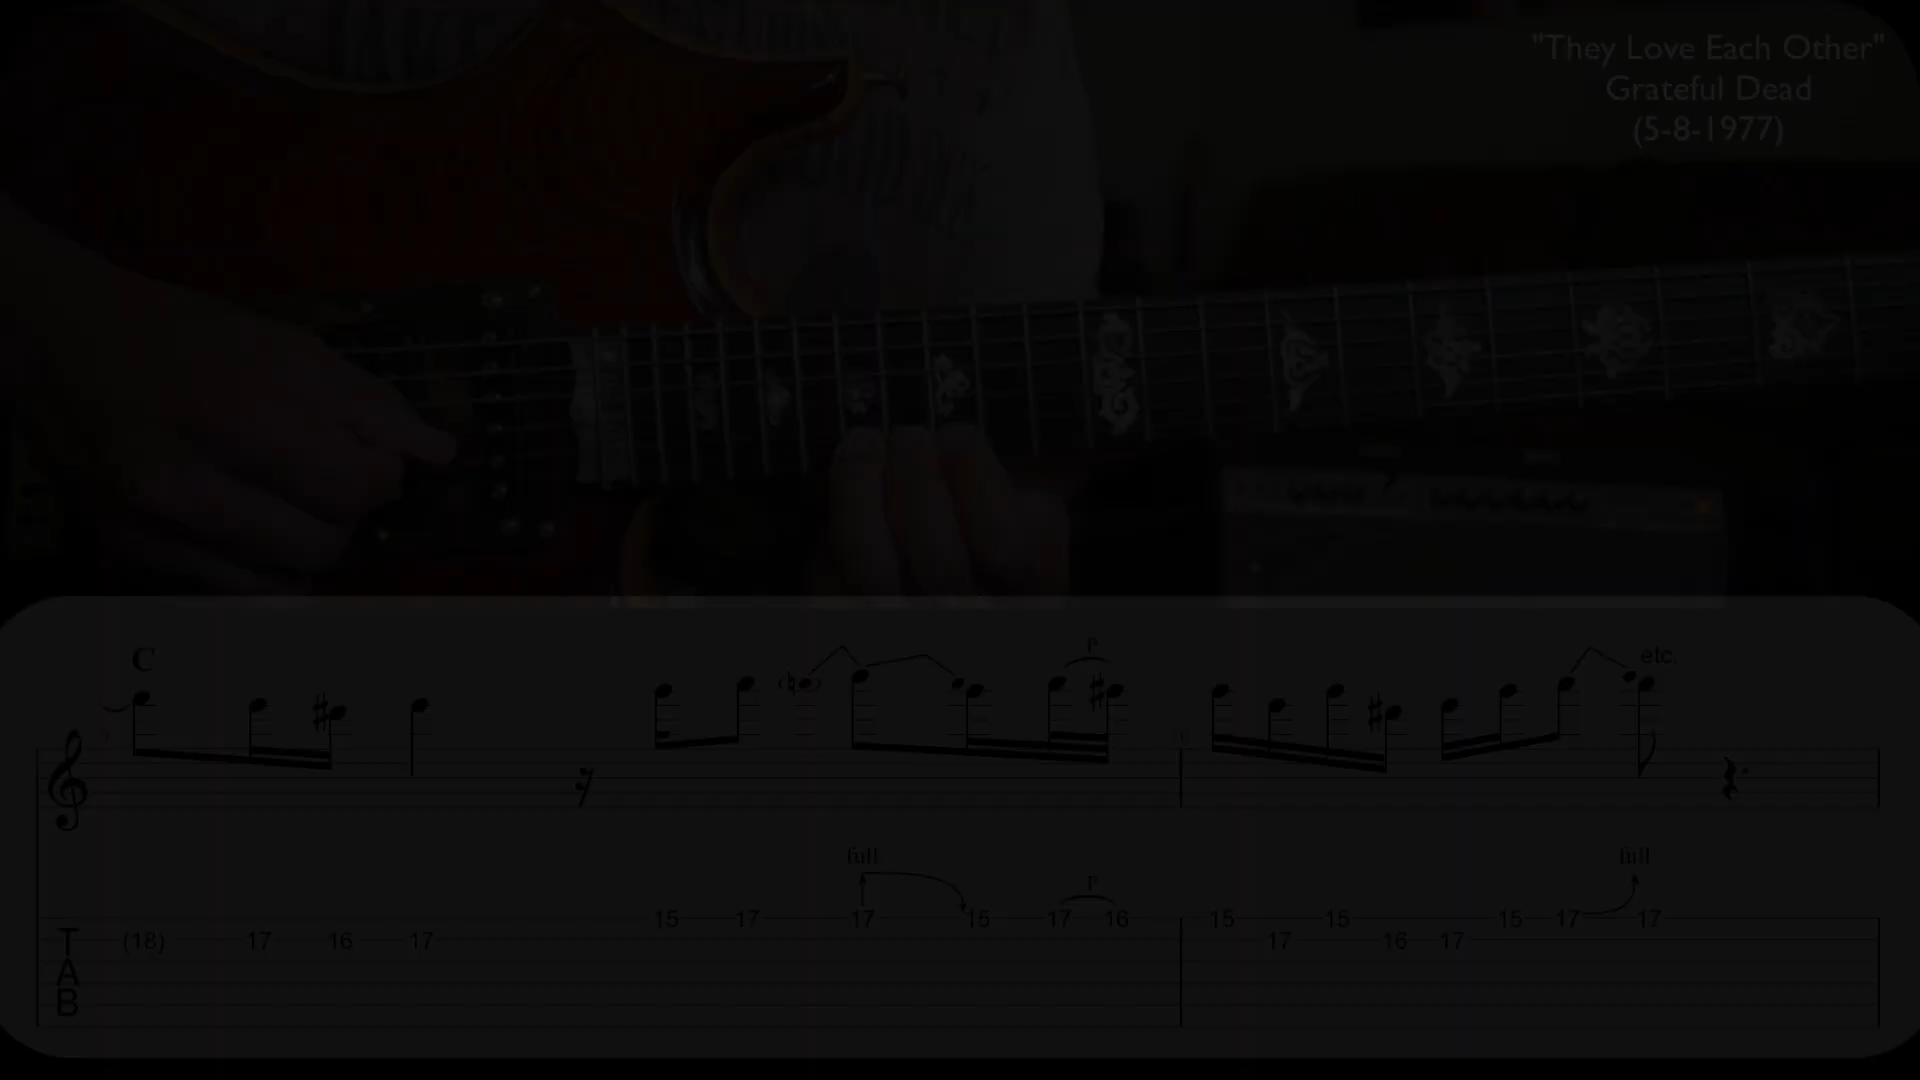 "They Love Each Other"
Grateful Dead
(5-8-1977)
C
P
etc.
full
full
P
15 17 17 15 17 16 15 15 15 17 17
(18) 17 16 17 17 16 17
T
A
B